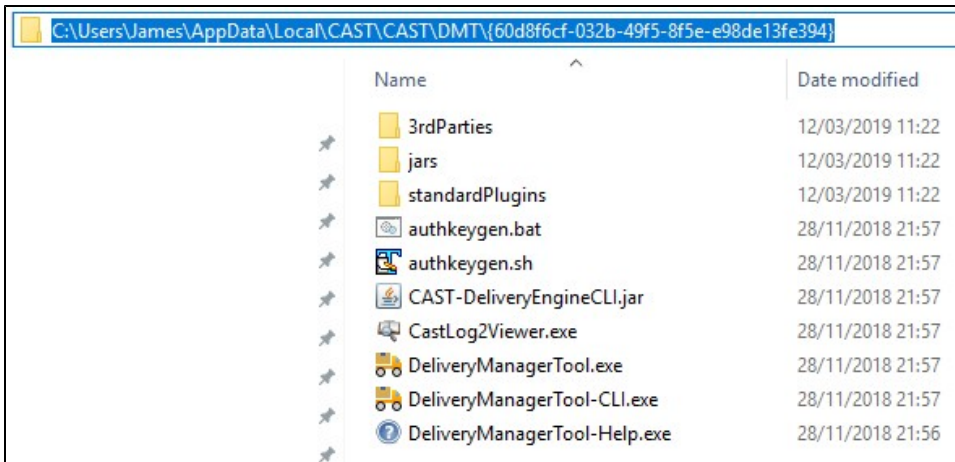 C:\Users\James\AppData\Local\CAST\CAST\DMT\{60d8f6cf-032b-49f5-8f5e-e98de13fe394}
Name Date modified
3rdParties 12/03/2019 11:22
jars 12/03/2019 11:22
standardPlugins 12/03/2019 11:22
authkeygen.bat 28/11/2018 21:57
authkeygen.sh 28/11/2018 21:57
CAST-DeliveryEngineCLI.jar 28/11/2018 21:57
CastLog2Viewer.exe 28/11/2018 21:57
DeliveryManagerTool.exe 28/11/2018 21:57
DeliveryManagerTool-CLI.exe 28/11/2018 21:57
DeliveryManagerTool-Help.exe 28/11/2018 21:56